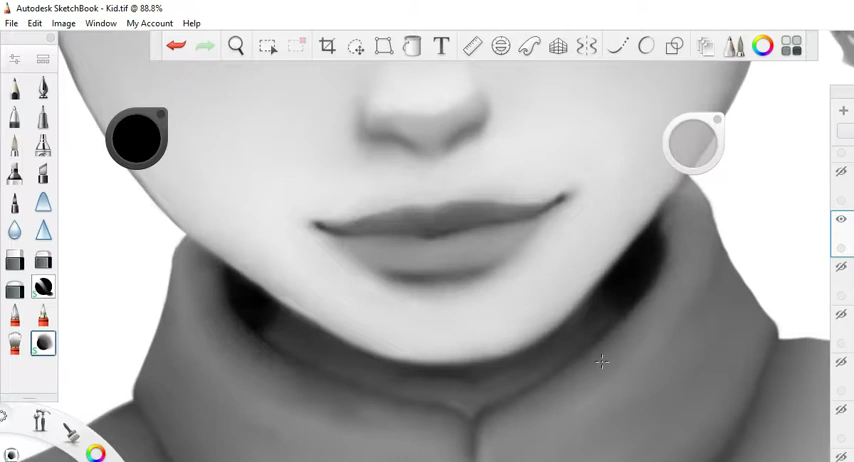 Autodesk SketchBook - Kid.tif @ 88.8%
File Edit Image Window My Account Help
T